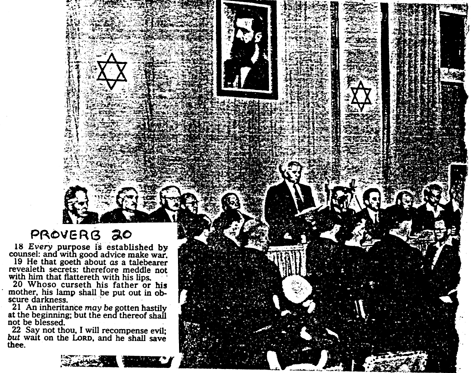 PROVERB 20
18 Every purpose is established by
counsel: and with good advice make war.
19 He that goeth about as a talebearer
revealeth secrets: therefore meddle not
with him that flattereth with his lips.
20 Whoso curseth his father or his
mother, his lamp shall be put out in ob-
scure darkness.
21 An inheritance may be gotten hastily
at the beginning; but the end thereof shall
not be blessed.
22 Say not thou, I will recompense evil;
but wait on the LORD, and he shall save
thee.